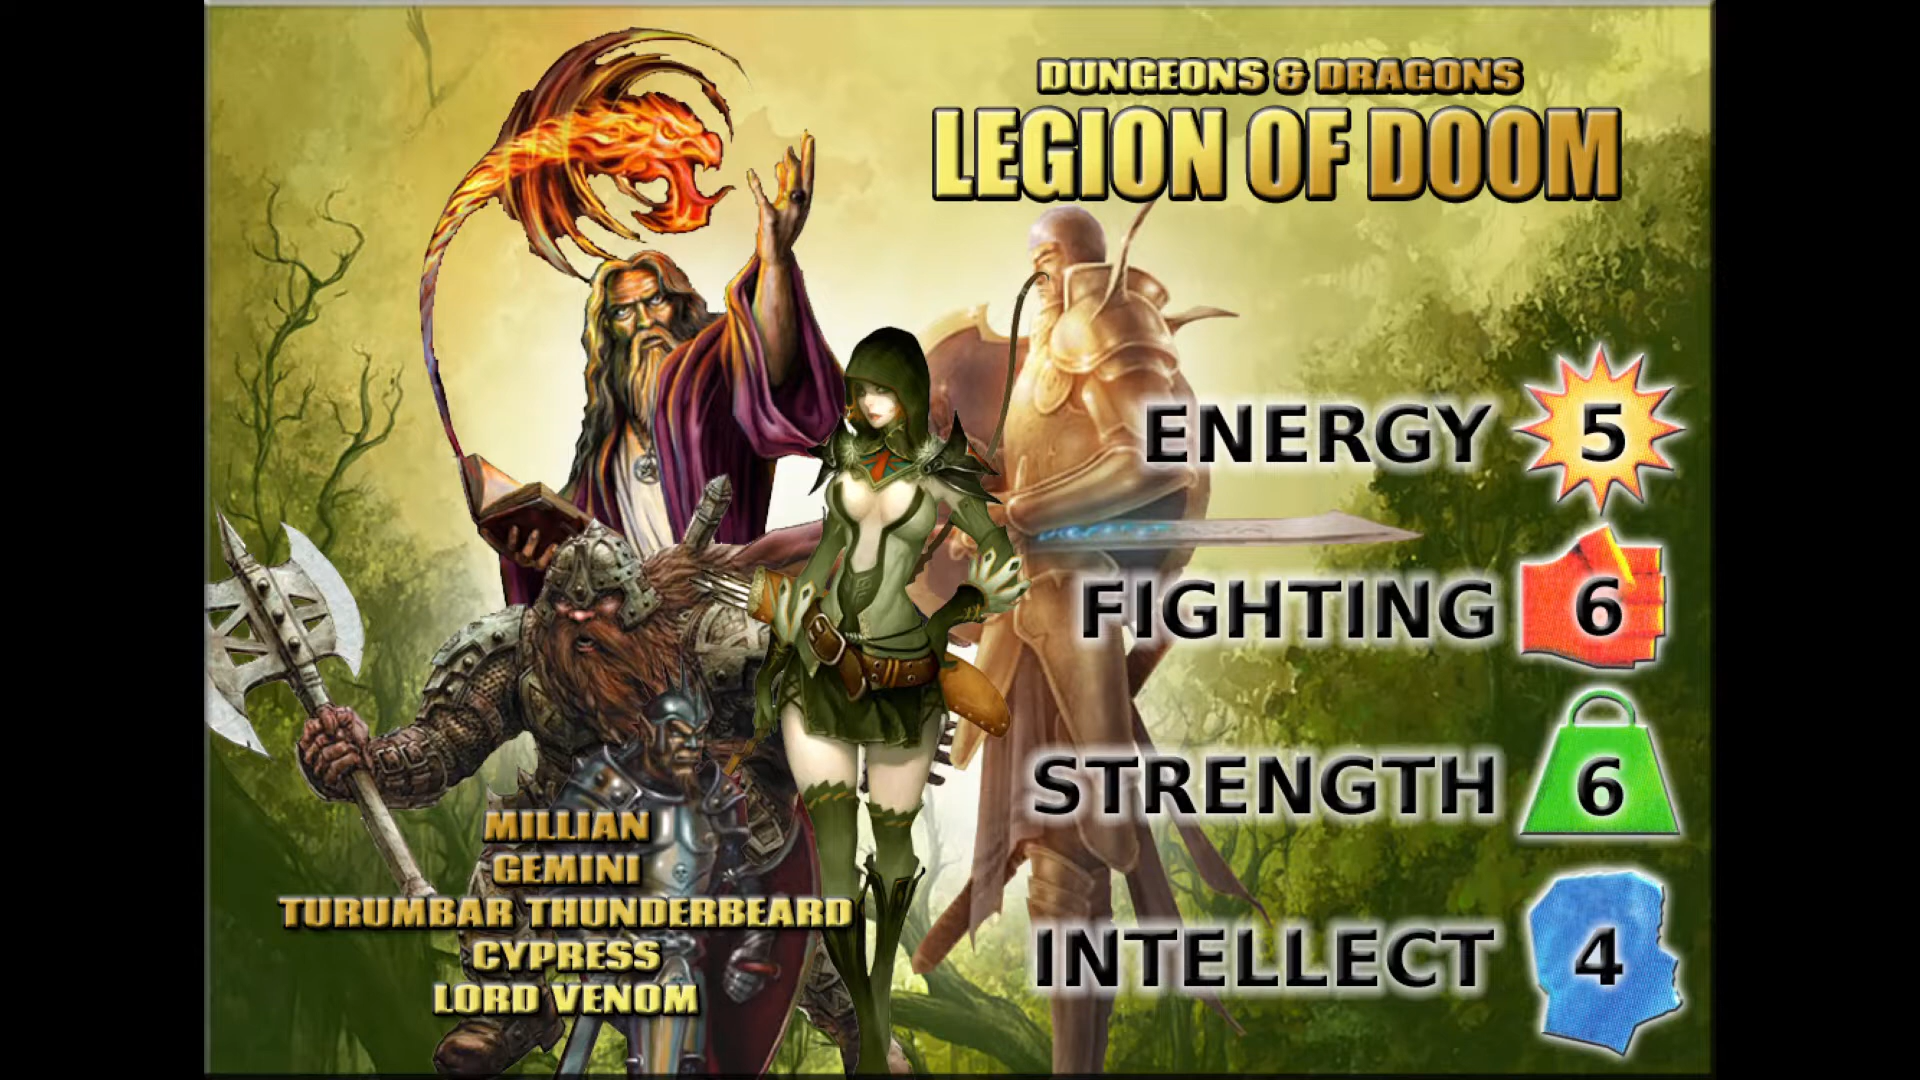 DUNGEONS & DRAGONS
LEGION OF DOOM
ENERGY 5
FIGHTING 6
STRENGTH 6
INTELLECT 4
MILLIAN
GEMINI
TURUMBAR THUNDERBEARD
CYPRESS
LORD VENOM